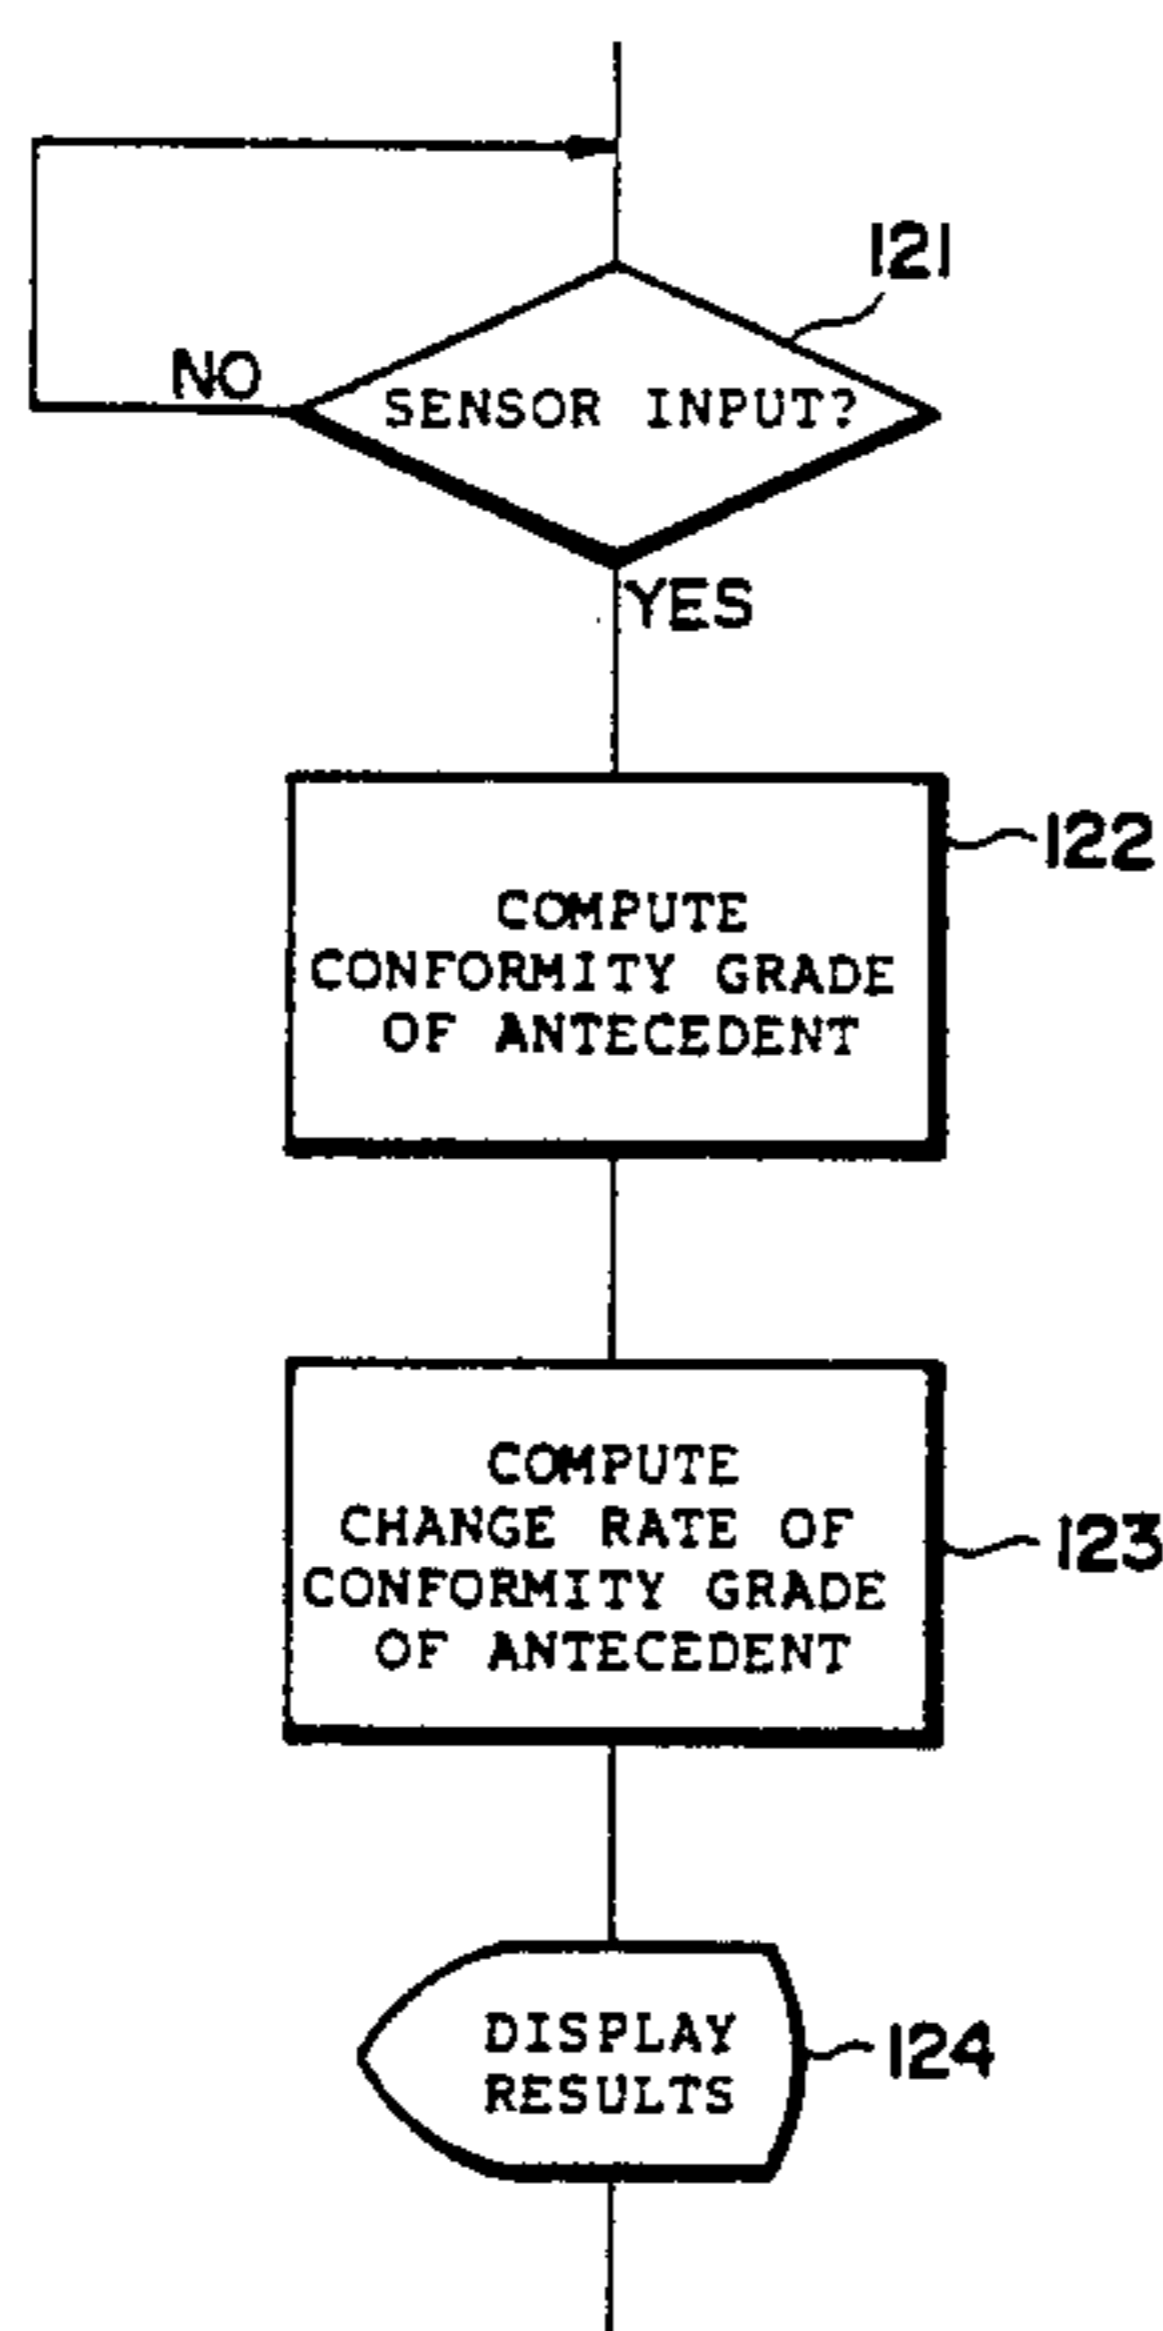 121
NO
SENSOR INPUT?
YES
122
COMPUTE
CONFORMITY GRADE
OF ANTECEDENT
COMPUTE
CHANGE RATE OF
CONFORMITY GRADE
OF ANTECEDENT
123
DISPLAY
RESULTS
124